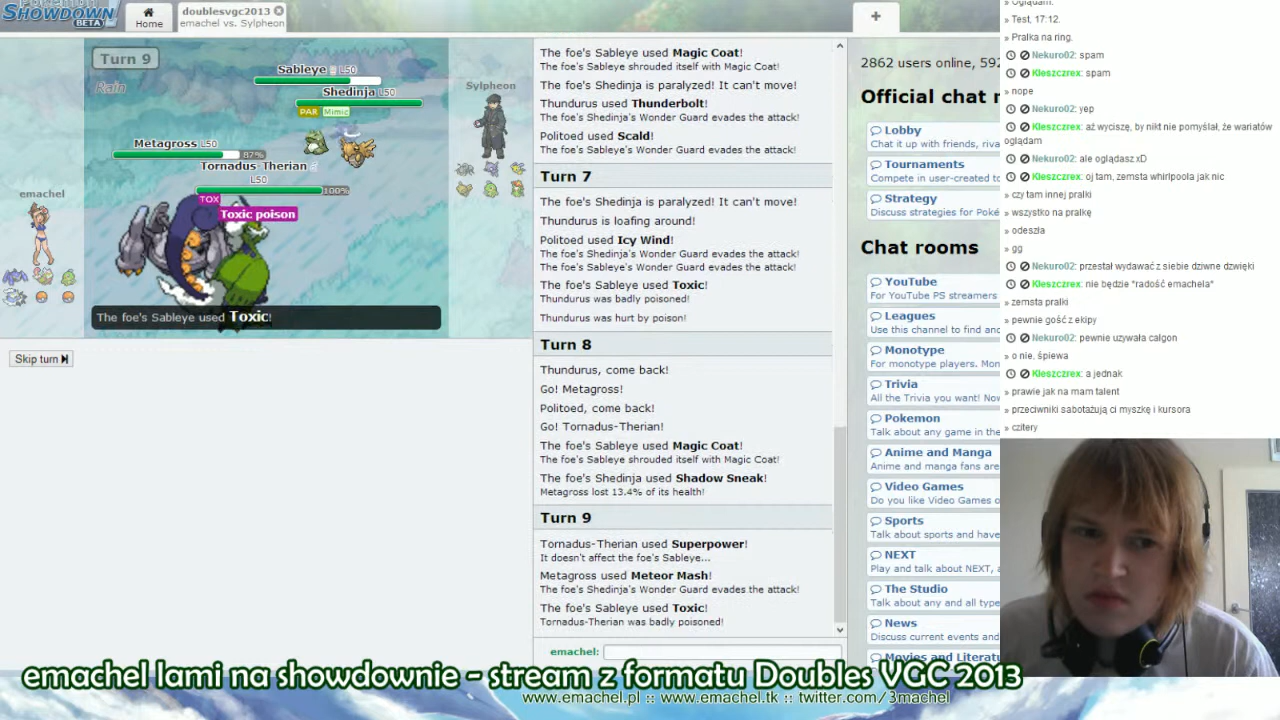 SHOWDOWN
BETA
Home
doublesvgc2013
emachel vs. Sylpheon
+
Turn 9
Rain
Sableye L50
Shedinja L50
PAR Mimic
Metagross L50
87%
Tornadus-Therian
L50
100%
TOX
Toxic poison
emachel
Sylpheon
The foe's Sableye used Toxic!
Skip turn
The foe's Sableye used Magic Coat!
The foe's Sableye shrouded itself with Magic Coat!
The foe's Shedinja is paralyzed! It can't move!
Thundurus used Thunderbolt!
The foe's Shedinja's Wonder Guard evades the attack!
Politoed used Scald!
The foe's Shedinja's Wonder Guard evades the attack!
Turn 7
The foe's Shedinja is paralyzed! It can't move!
Thundurus is loafing around!
Politoed used Icy Wind!
The foe's Shedinja's Wonder Guard evades the attack!
The foe's Sableye's Wonder Guard evades the attack!
The foe's Sableye used Toxic!
Thundurus was badly poisoned!
Thundurus was hurt by poison!
Turn 8
Thundurus, come back!
Go! Metagross!
Politoed, come back!
Go! Tornadus-Therian!
The foe's Sableye used Magic Coat!
The foe's Sableye shrouded itself with Magic Coat!
The foe's Shedinja used Shadow Sneak!
Metagross lost 13.4% of its health!
Turn 9
Tornadus-Therian used Superpower!
It doesn't affect the foe's Sableye...
Metagross used Meteor Mash!
The foe's Shedinja's Wonder Guard evades the attack!
The foe's Sableye used Toxic!
Tornadus-Therian was badly poisoned!
emachel:
2862 users online, 592
Official chat r
Lobby
Chat it up with friends, riva
Tournaments
Compete in user-created to
Strategy
Discuss strategies for Poké
Chat rooms
YouTube
For YouTube PS streamers
Leagues
Use this channel to find and
Monotype
For monotype players. Mon
Trivia
All the Trivia you want! Now
Pokemon
Talk about any game in the
Anime and Manga
Anime and manga fans are
Video Games
Do you like Video Games o
Sports
Talk about sports and have
NEXT
Play and talk about NEXT, a
The Studio
Talk about any and all type
News
Discuss current events and
Movies and Literatu
» Oglądam.
» Test, 17:12.
» Pralka na ring.
Nekuro02: spam
Kleszczrex: spam
» nope
Nekuro02: yep
Kleszczrex: aż wyciszę, by nikt nie pomyślał, że wariatów
oglądam
Nekuro02: ale oglądasz xD
Kleszczrex: oj tam, zemsta whirlpoola jak nic
» czy tam innej pralki
» wszystko na pralkę
» odeszła
» gg
Nekuro02: przestał wydawać z siebie dziwne dzwięki
Kleszczrex: nie będzie "radość emachela"
» zemsta pralki
» pewnie gość z ekipy
Nekuro02: pewnie uzywała calgon
» o nie, śpiewa
Kleszczrex: a jednak
» prawie jak na mam talent
» przeciwniki sabotażują ci myszkę i kursora
» czitery
emachel lami na showdownie - stream z formatu Doubles VGC 2013
www.emachel.pl :: www.emachel.tk :: twitter.com/3machel